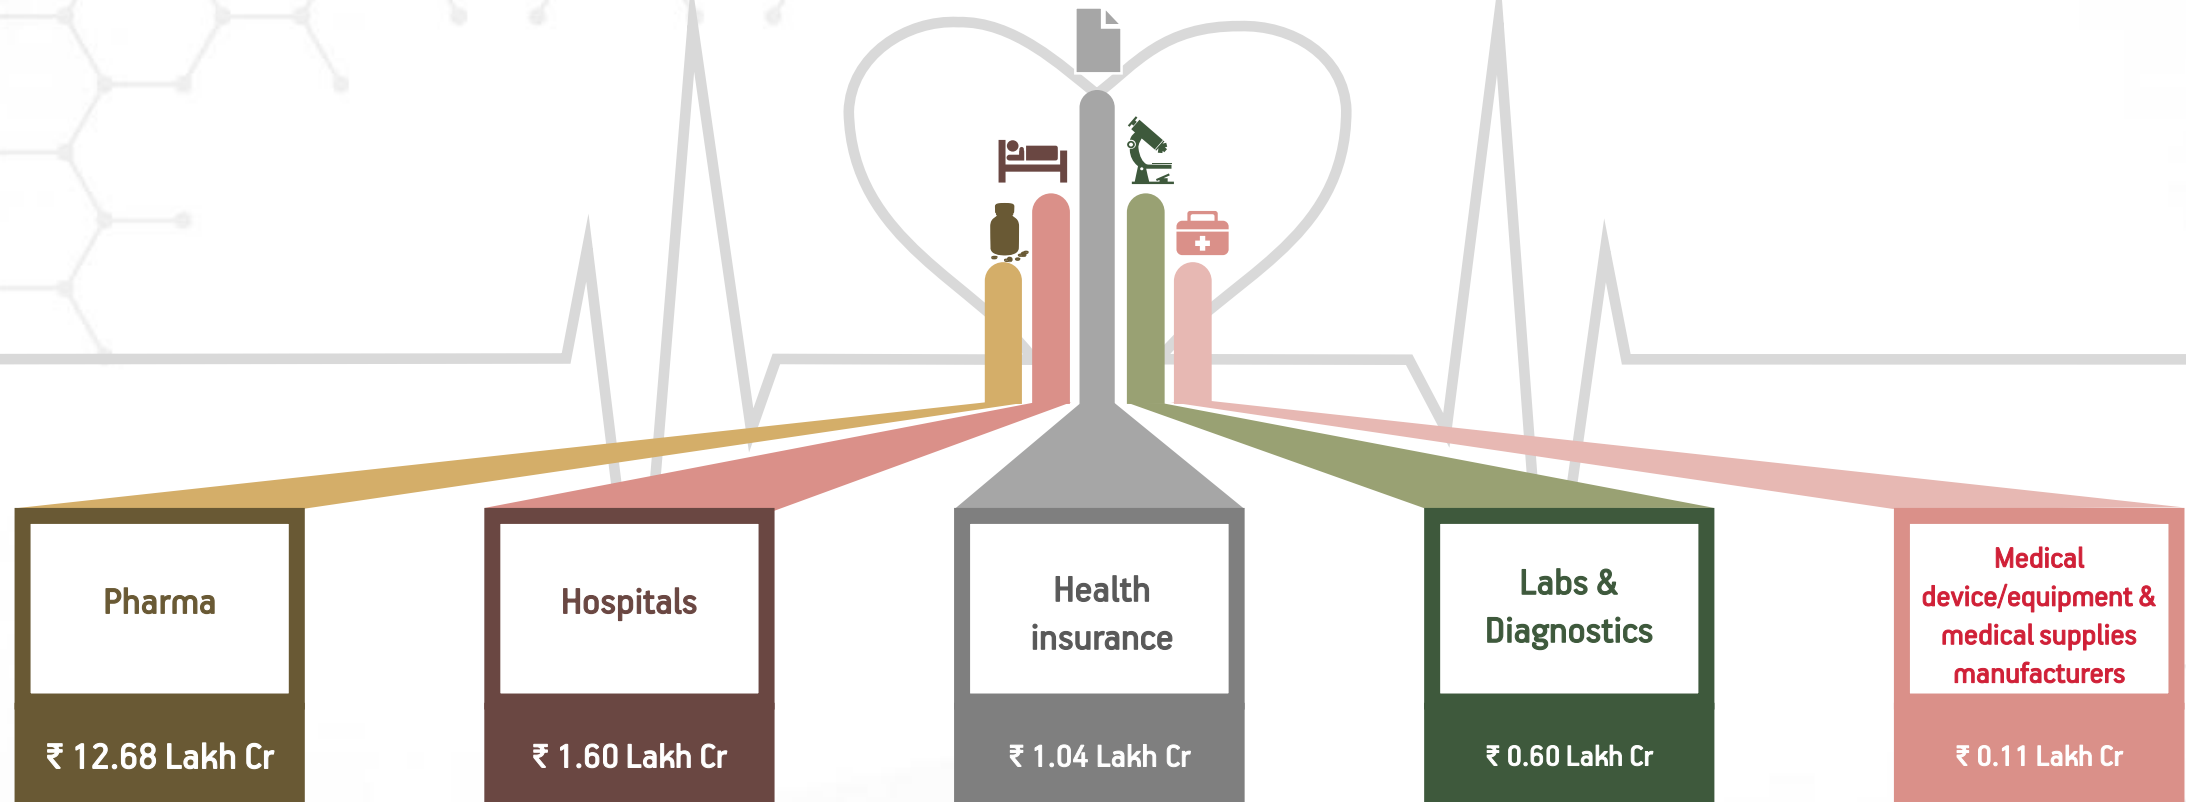 Pharma
₹ 12.68 Lakh Cr
Hospitals
₹ 1.60 Lakh Cr
Health
insurance
₹ 1.04 Lakh Cr
Labs &
Diagnostics
₹ 0.60 Lakh Cr
Medical
device/equipment &
medical supplies
manufacturers
₹ 0.11 Lakh Cr